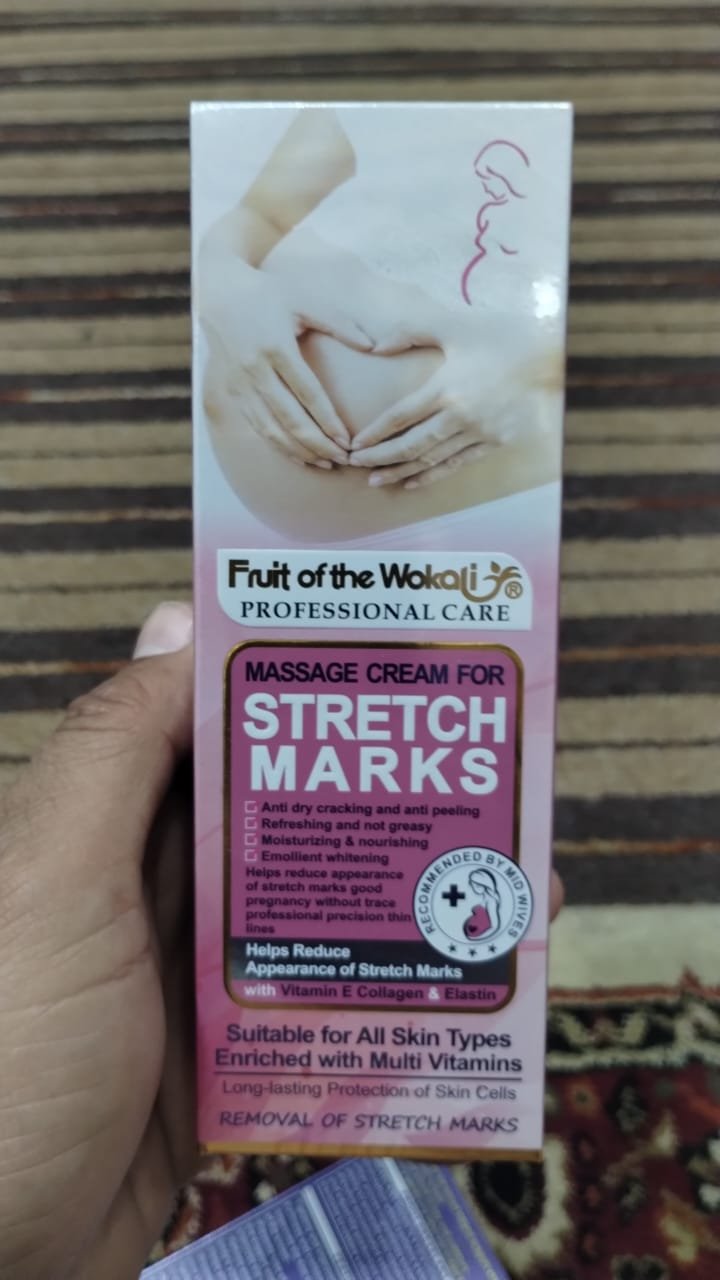 Fruit of the Wokali ®
PROFESSIONAL CARE
MASSAGE CREAM FOR
STRETCH
MARKS
Anti dry cracking and anti peeling
Refreshing and not greasy
Moisturizing & nourishing
Emollient whitening
Helps reduce appearance
of stretch marks good
pregnancy without trace
professional precision thin
lines
RECOMMENDED BY MID WIVES
Helps Reduce
Appearance of Stretch Marks
with Vitamin E Collagen & Elastin
Suitable for All Skin Types
Enriched with Multi Vitamins
Long-lasting Protection of Skin Cells
REMOVAL OF STRETCH MARKS